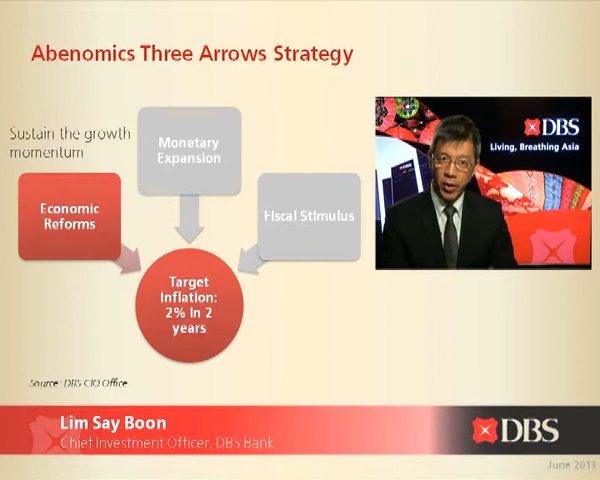 Abenomics Three Arrows Strategy
Sustain the growth
momentum
Monetary
Expansion
Economic
Reforms
Fiscal Stimulus
Target
Inflation:
2% in 2
years
DBS
Living, Breathing Asia
Source: DBS CIO Office
Lim Say Boon
Chief Investment Officer, DBS Bank
DBS
June 2013